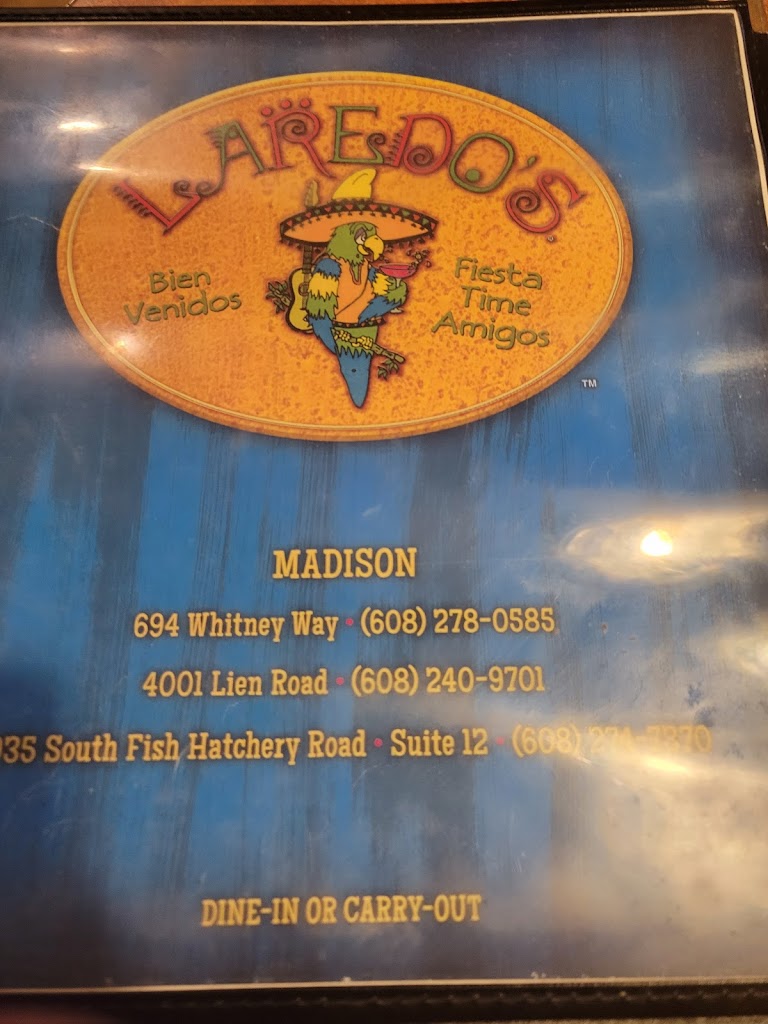 LAREDO'S
Bien
Venidos
Fiesta
Time
Amigos
TM
MADISON
694 Whitney Way • (608) 278-0585
4001 Lien Road • (608) 240-9701
South Fish Hatchery Road • Suite 12 • (608)
DINE-IN OR CARRY-OUT